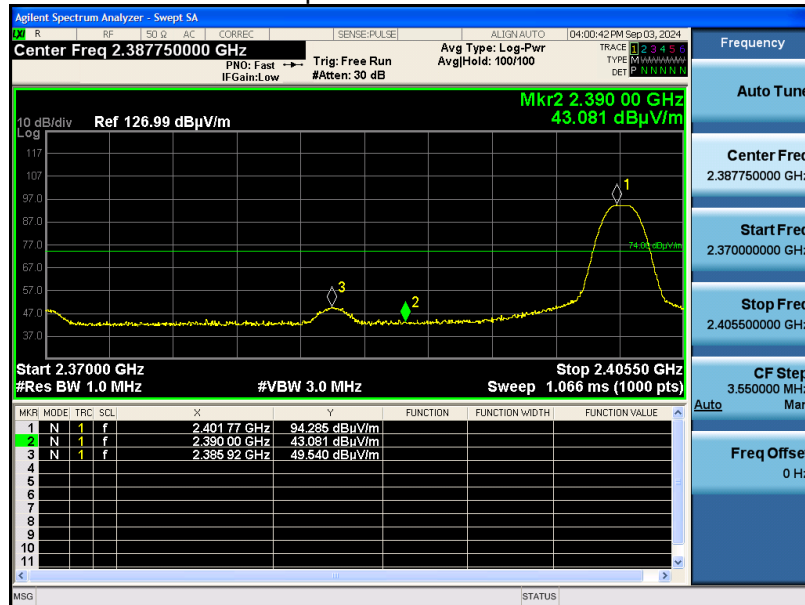 Agilent Spectrum Analyzer - Swept SA
LXI R RF 50 Ω AC CORREC SENSE:PULSE ALIGN AUTO 04:00:42 PM Sep 03, 2024
Center Freq 2.387750000 GHz
PNO: Fast
IFGain:Low
Trig: Free Run
#Atten: 30 dB
Avg Type: Log-Pwr
Avg|Hold: 100/100
TRACE 1 2 3 4 5 6
TYPE M W W W W W
DET P N N N N N
Mkr2 2.390 00 GHz
43.081 dBµV/m
10 dB/div Ref 126.99 dBµV/m
Log
117
107
97.0
87.0
77.0
67.0
57.0
47.0
37.0
1
74.00 dBµV/m
3
2
Start 2.37000 GHz Stop 2.40550 GHz
#Res BW 1.0 MHz #VBW 3.0 MHz Sweep 1.066 ms (1000 pts)
MKR MODE TRC SCL X Y FUNCTION FUNCTION WIDTH FUNCTION VALUE
1 N 1 f 2.401 77 GHz 94.285 dBµV/m
2 N 1 f 2.390 00 GHz 43.081 dBµV/m
3 N 1 f 2.385 92 GHz 49.540 dBµV/m
4
5
6
7
8
9
10
11
MSG STATUS
Frequency
Auto Tune
Center Freq
2.387750000 GHz
Start Freq
2.370000000 GHz
Stop Freq
2.405500000 GHz
CF Step
3.550000 MHz
Auto Man
Freq Offset
0 Hz